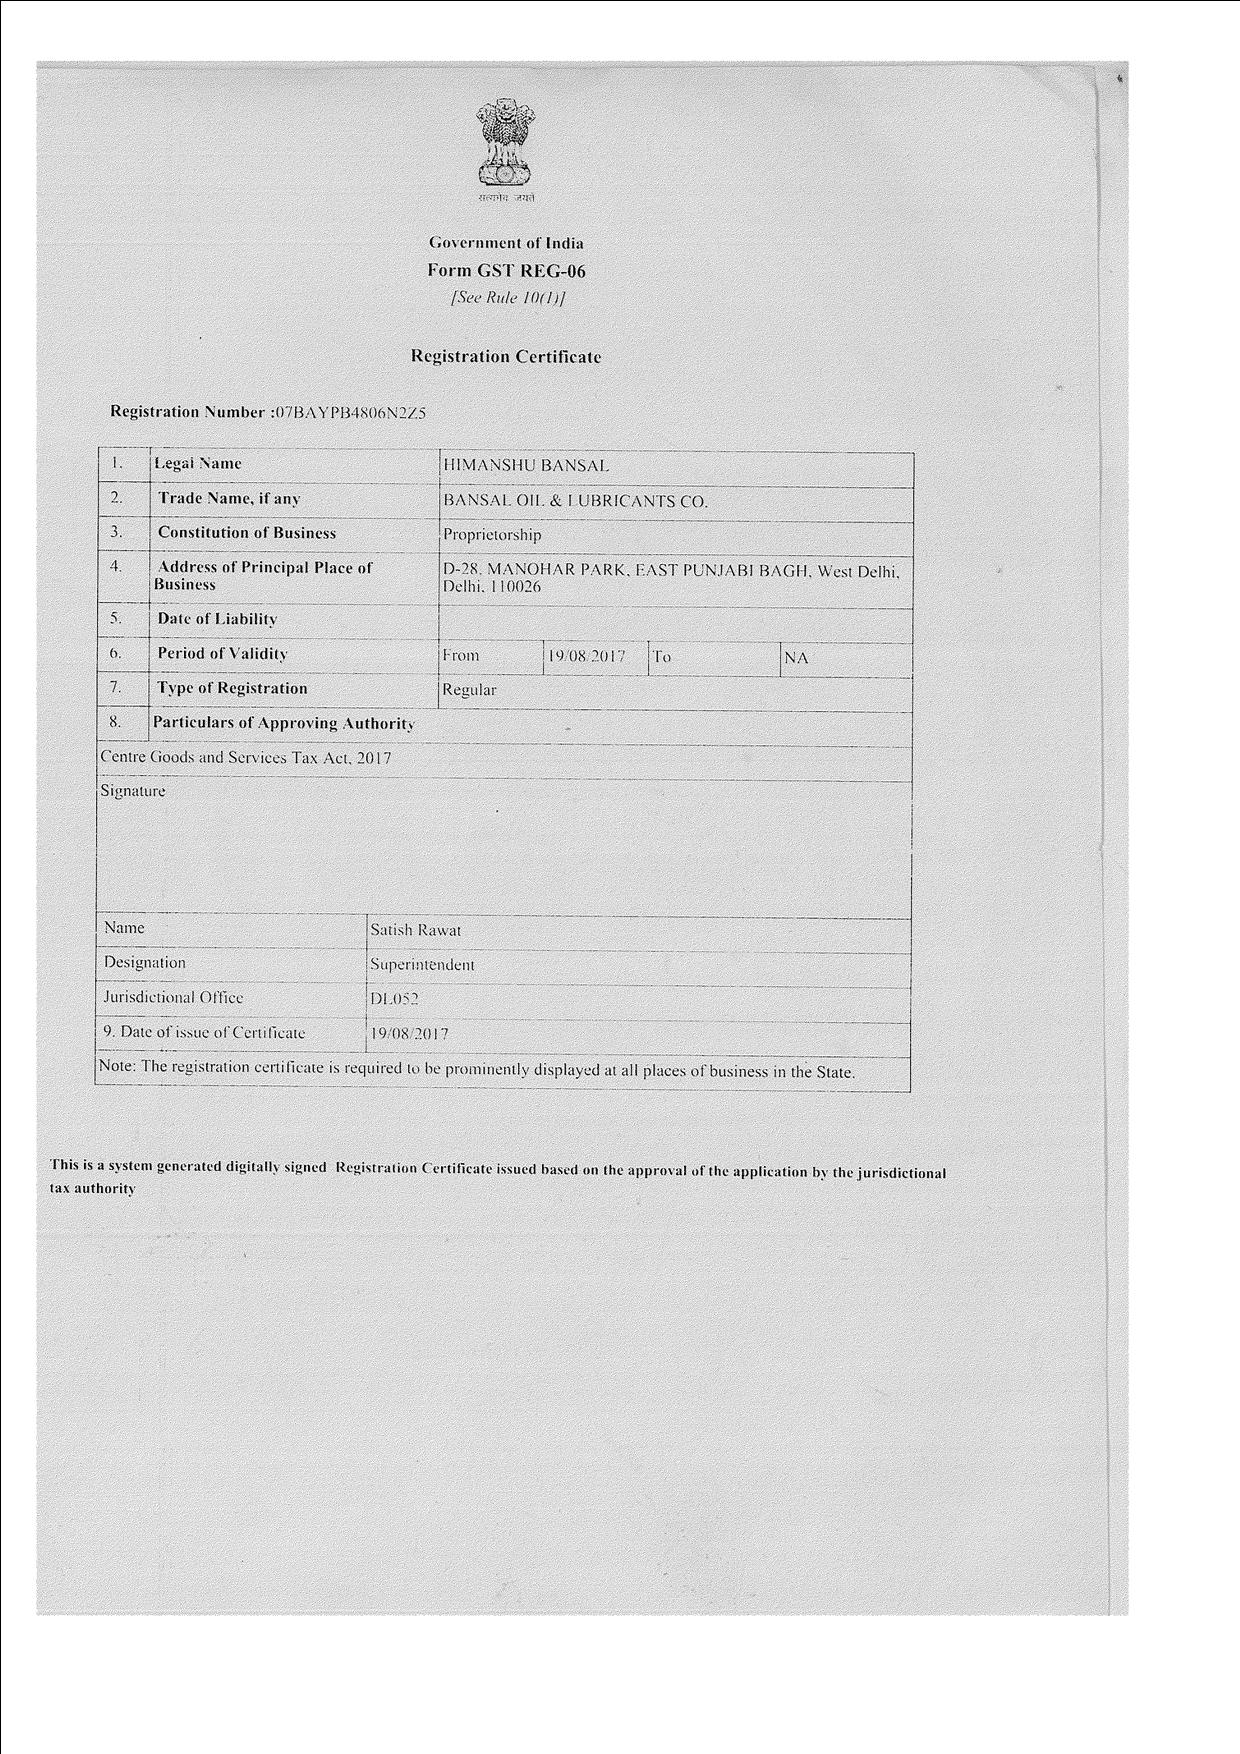 सत्यमेव जयते
Government of India
Form GST REG-06
[See Rule 10(1)]
Registration Certificate
Registration Number :07BAYPB4806N2Z5
1. Legal Name HIMANSHU BANSAL
2. Trade Name, if any BANSAL OIL & LUBRICANTS CO.
3. Constitution of Business Proprietorship
4. Address of Principal Place of Business D-28, MANOHAR PARK, EAST PUNJABI BAGH, West Delhi,
Delhi, 110026
5. Date of Liability
6. Period of Validity From 19/08/2017 To NA
7. Type of Registration Regular
8. Particulars of Approving Authority
Centre Goods and Services Tax Act, 2017
Signature
Name Satish Rawat
Designation Superintendent
Jurisdictional Office DL052
9. Date of issue of Certificate 19/08/2017
Note: The registration certificate is required to be prominently displayed at all places of business in the State.
This is a system generated digitally signed Registration Certificate issued based on the approval of the application by the jurisdictional
tax authority